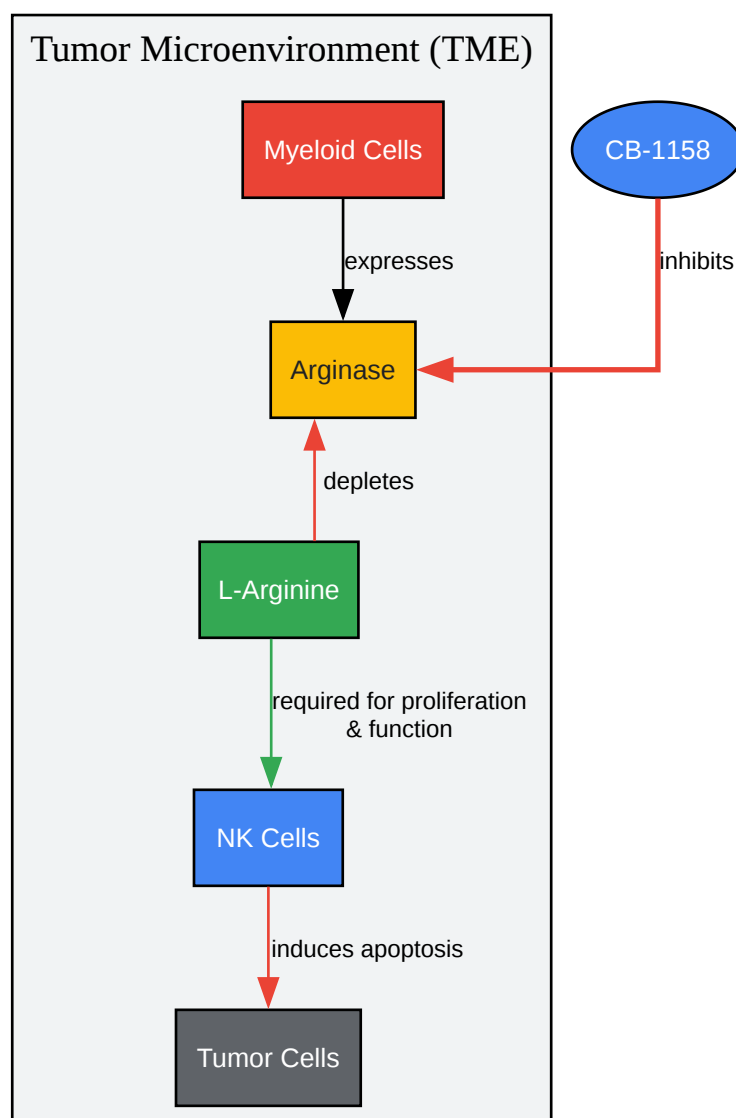 Tumor Microenvironment (TME)
Myeloid Cells
CB-1158
expresses
inhibits
Arginase
depletes
L-Arginine
required for proliferation
& function
NK Cells
induces apoptosis
Tumor Cells